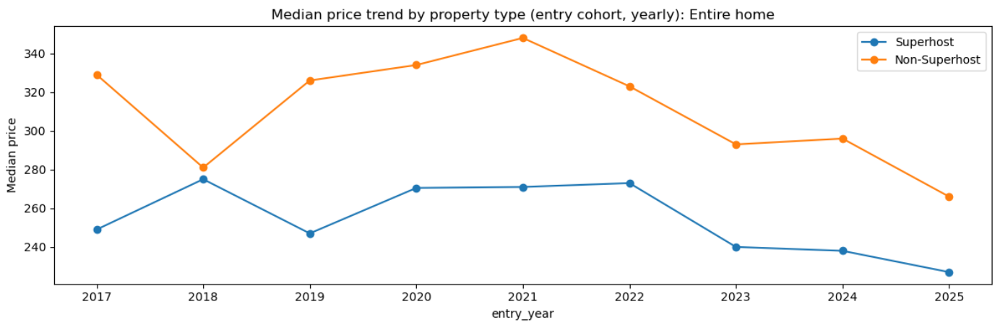 Median price trend by property type (entry cohort, yearly): Entire home
Superhost
Non-Superhost
Median price
340
320
300
280
260
240
2017 2018 2019 2020 2021 2022 2023 2024 2025
entry_year